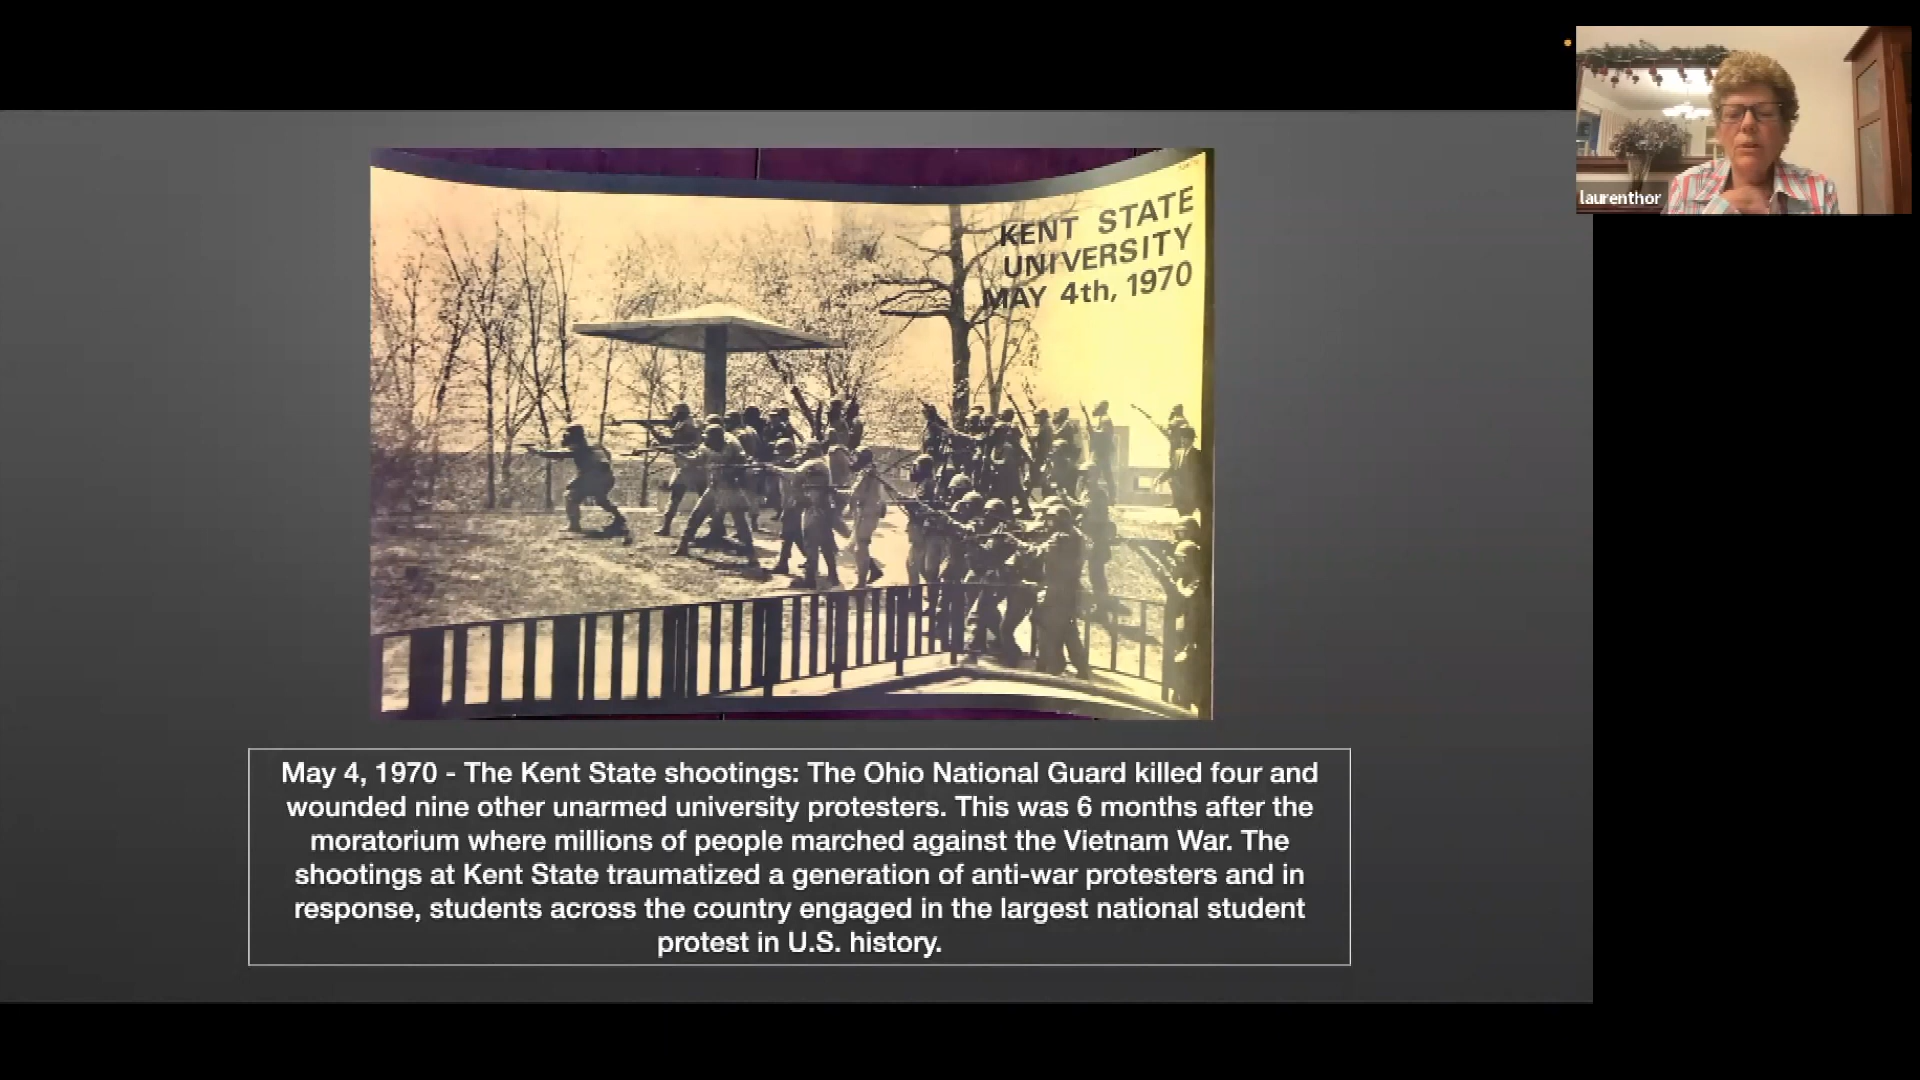 KENT STATE
UNIVERSITY
MAY 4th, 1970
laurenthor
May 4, 1970 - The Kent State shootings: The Ohio National Guard killed four and
wounded nine other unarmed university protesters. This was 6 months after the
moratorium where millions of people marched against the Vietnam War. The
shootings at Kent State traumatized a generation of anti-war protesters and in
response, students across the country engaged in the largest national student
protest in U.S. history.